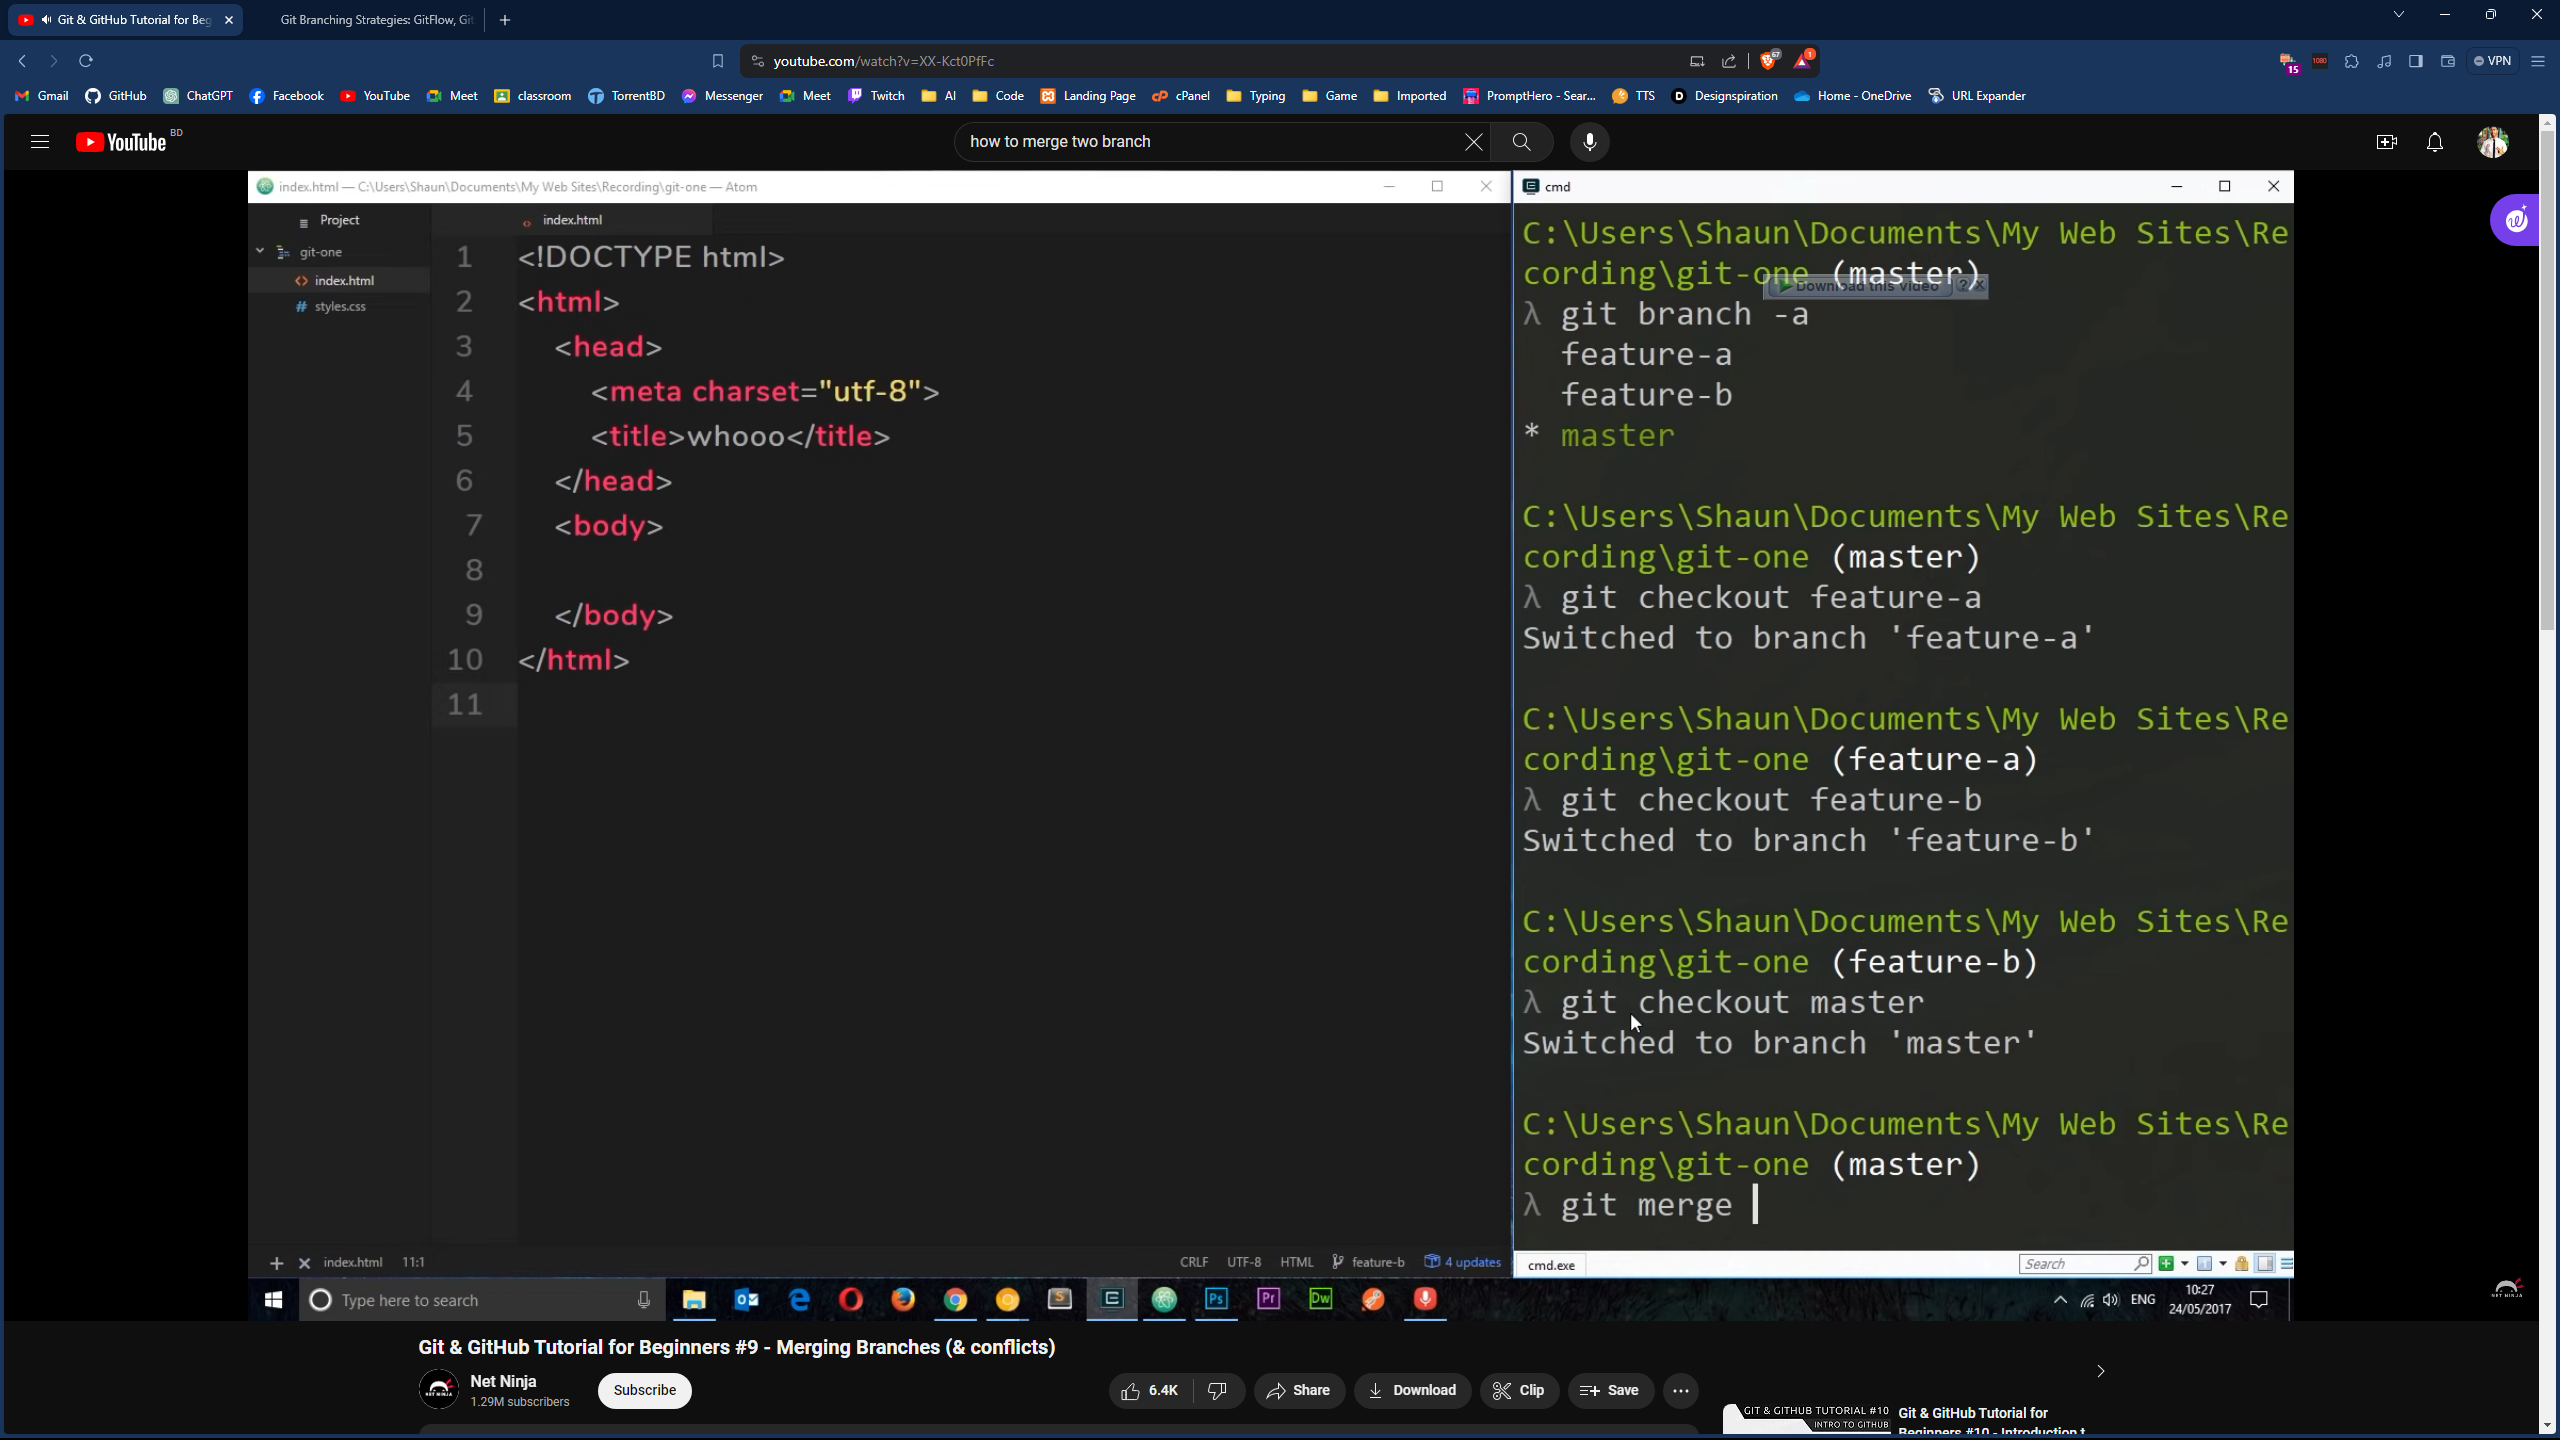 Git & GitHub Tutorial for Beg
Git Branching Strategies: GitFlow, Git
youtube.com/watch?v=XX-Kct0PfFc
67
1
15
1080
VPN
Gmail GitHub ChatGPT Facebook YouTube Meet classroom TorrentBD Messenger Meet Twitch AI Code Landing Page cPanel Typing Game Imported PromptHero - Sear... TTS Designspiration Home - OneDrive URL Expander
YouTube BD
how to merge two branch
index.html — C:\Users\Shaun\Documents\My Web Sites\Recording\git-one — Atom
Project
git-one
index.html
styles.css
index.html
1 <!DOCTYPE html>
2 <html>
3 <head>
4 <meta charset="utf-8">
5 <title>whooo</title>
6 </head>
7 <body>
8
9 </body>
10 </html>
11
index.html 11:1
CRLF UTF-8 HTML feature-b 4 updates
cmd
C:\Users\Shaun\Documents\My Web Sites\Re
cording\git-one (master)
Download this video ? X
λ git branch -a
feature-a
feature-b
* master
C:\Users\Shaun\Documents\My Web Sites\Re
cording\git-one (master)
λ git checkout feature-a
Switched to branch 'feature-a'
C:\Users\Shaun\Documents\My Web Sites\Re
cording\git-one (feature-a)
λ git checkout feature-b
Switched to branch 'feature-b'
C:\Users\Shaun\Documents\My Web Sites\Re
cording\git-one (feature-b)
λ git checkout master
Switched to branch 'master'
C:\Users\Shaun\Documents\My Web Sites\Re
cording\git-one (master)
λ git merge
cmd.exe
Search
Type here to search
Ps Pr Dw
ENG
10:27
24/05/2017
NET NINJA
Git & GitHub Tutorial for Beginners #9 - Merging Branches (& conflicts)
NET NINJA
Net Ninja
1.29M subscribers
Subscribe
6.4K
Share
Download
Clip
Save
GIT & GITHUB TUTORIAL #10
INTRO TO GITHUB
Git & GitHub Tutorial for
Beginners #10 - Introduction t